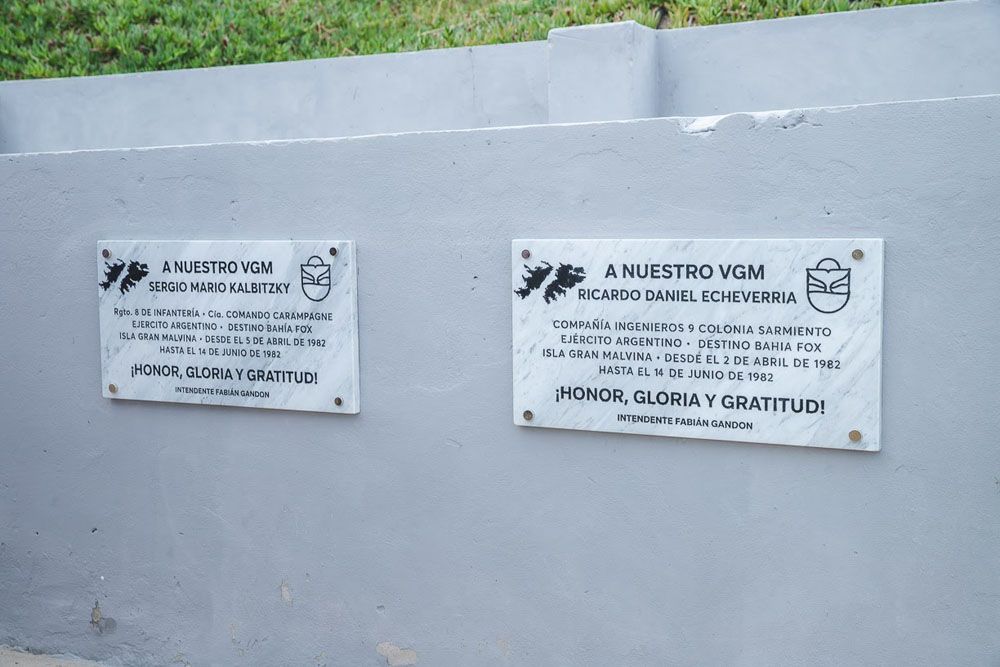 A NUESTRO VGM
SERGIO MARIO KALBITZKY
Rgto. 8 DE INFANTERÍA • Cía. COMANDO CARAMPAGNE
EJERCITO ARGENTINO • DESTINO BAHÍA FOX
ISLA GRAN MALVINA • DESDE EL 5 DE ABRIL DE 1982
HASTA EL 14 DE JUNIO DE 1982
¡HONOR, GLORIA Y GRATITUD!
INTENDENTE FABIÁN GANDON
A NUESTRO VGM
RICARDO DANIEL ECHEVERRIA
COMPAÑÍA INGENIEROS 9 COLONIA SARMIENTO
EJÉRCITO ARGENTINO • DESTINO BAHIA FOX
ISLA GRAN MALVINA • DESDE EL 2 DE ABRIL DE 1982
HASTA EL 14 DE JUNIO DE 1982
¡HONOR, GLORIA Y GRATITUD!
INTENDENTE FABIÁN GANDON